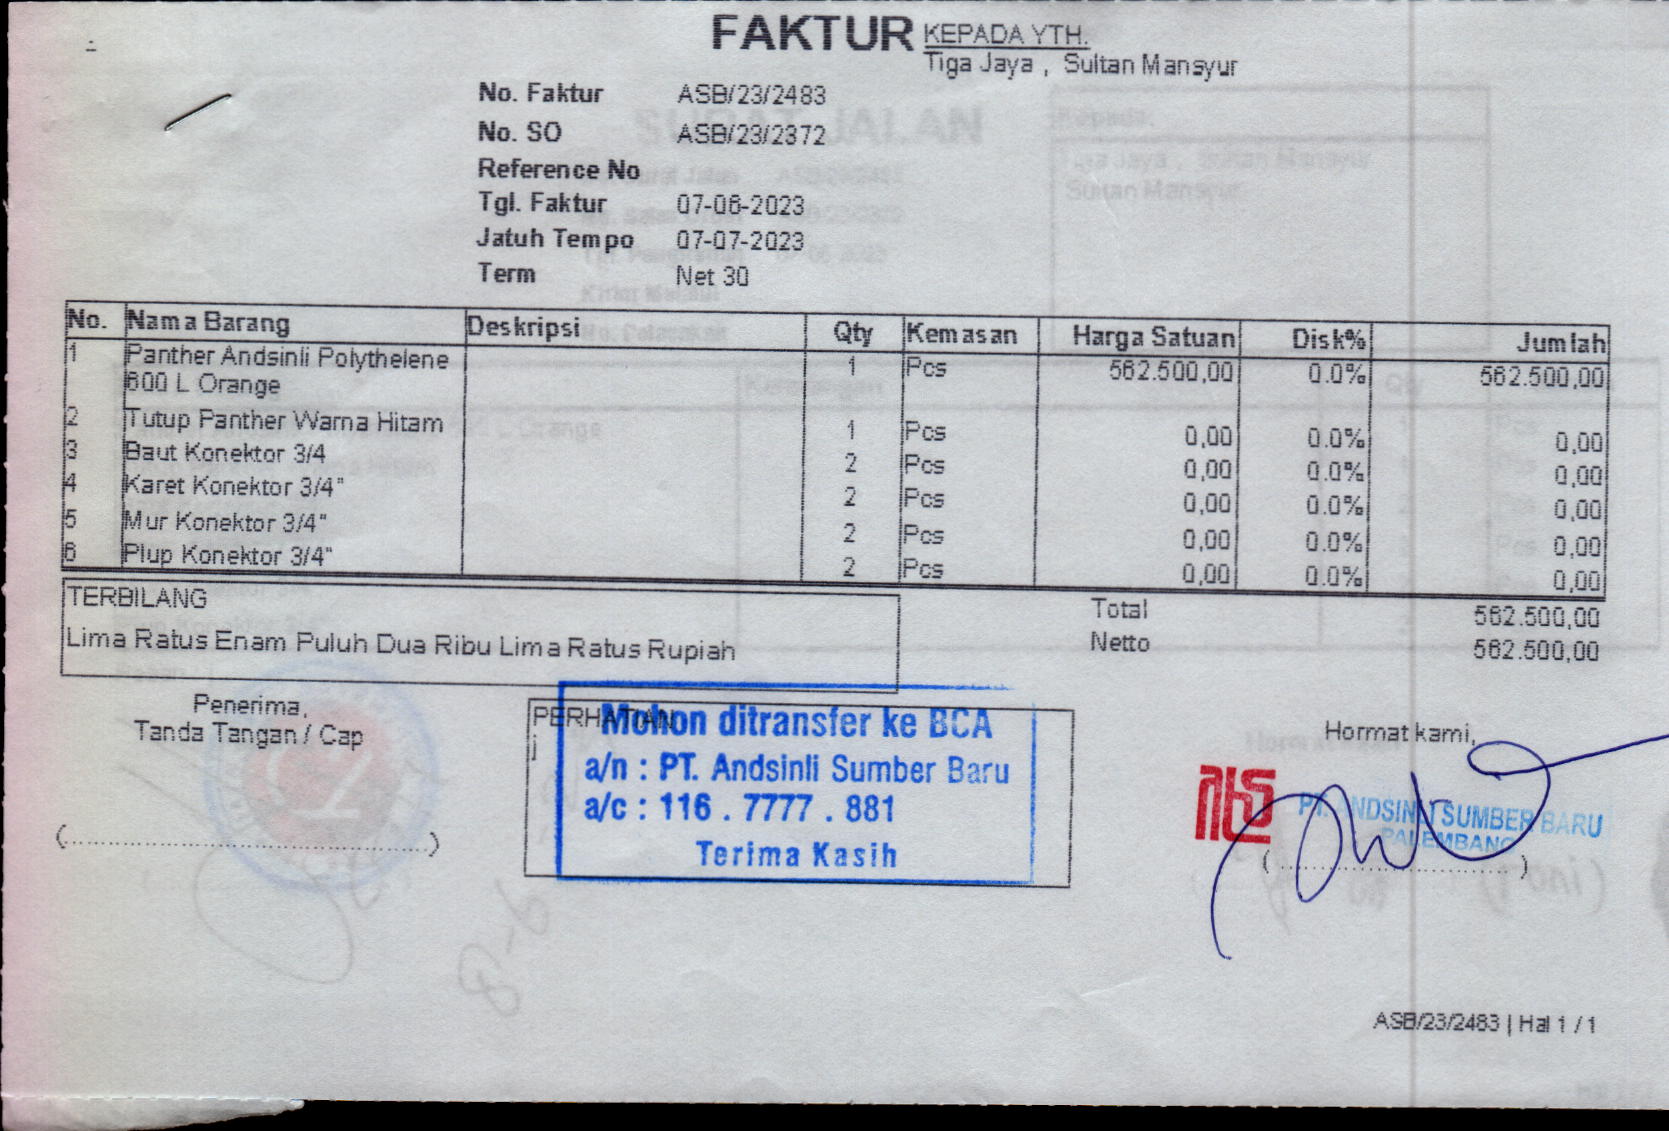 FAKTUR
KEPADA YTH.
Tiga Jaya , Sultan Mansyur
No. Faktur ASB/23/2483
No. SO ASB/23/2372
Reference No
Tgl. Faktur 07-06-2023
Jatuh Tempo 07-07-2023
Term Net 30
No. Nama Barang Deskripsi Qty Kemasan Harga Satuan Disk% Jumlah
1 Panther Andsinli Polythelene 1 Pcs 562.500,00 0.0% 562.500,00
600 L Orange
2 Tutup Panther Warna Hitam 1 Pcs 0,00 0.0% 0,00
3 Baut Konektor 3/4 2 Pcs 0,00 0.0% 0,00
4 Karet Konektor 3/4" 2 Pcs 0,00 0.0% 0,00
5 Mur Konektor 3/4" 2 Pcs 0,00 0.0% 0,00
6 Plup Konektor 3/4" 2 Pcs 0,00 0.0% 0,00
TERBILANG
Lima Ratus Enam Puluh Dua Ribu Lima Ratus Rupiah
Total 562.500,00
Netto 562.500,00
Penerima,
Tanda Tangan / Cap
(..............................)
PERHATIAN
j
Mohon ditransfer ke BCA
a/n : PT. Andsinli Sumber Baru
a/c : 116 . 7777 . 881
Terima Kasih
Hormat kami,
PT. ANDSINLI SUMBER BARU
PALEMBANG
(..............................)
ASB/23/2483 | Hal 1 / 1